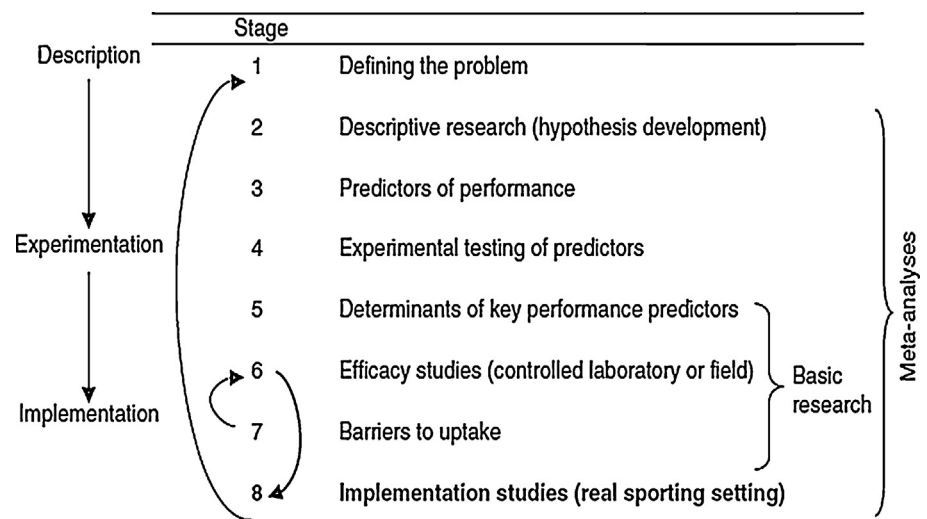 Stage
Description
1 Defining the problem
2 Descriptive research (hypothesis development)
3 Predictors of performance
Experimentation
4 Experimental testing of predictors
5 Determinants of key performance predictors
6 Efficacy studies (controlled laboratory or field)
Implementation
7 Barriers to uptake
8 Implementation studies (real sporting setting)
Basic
research
Meta-analyses